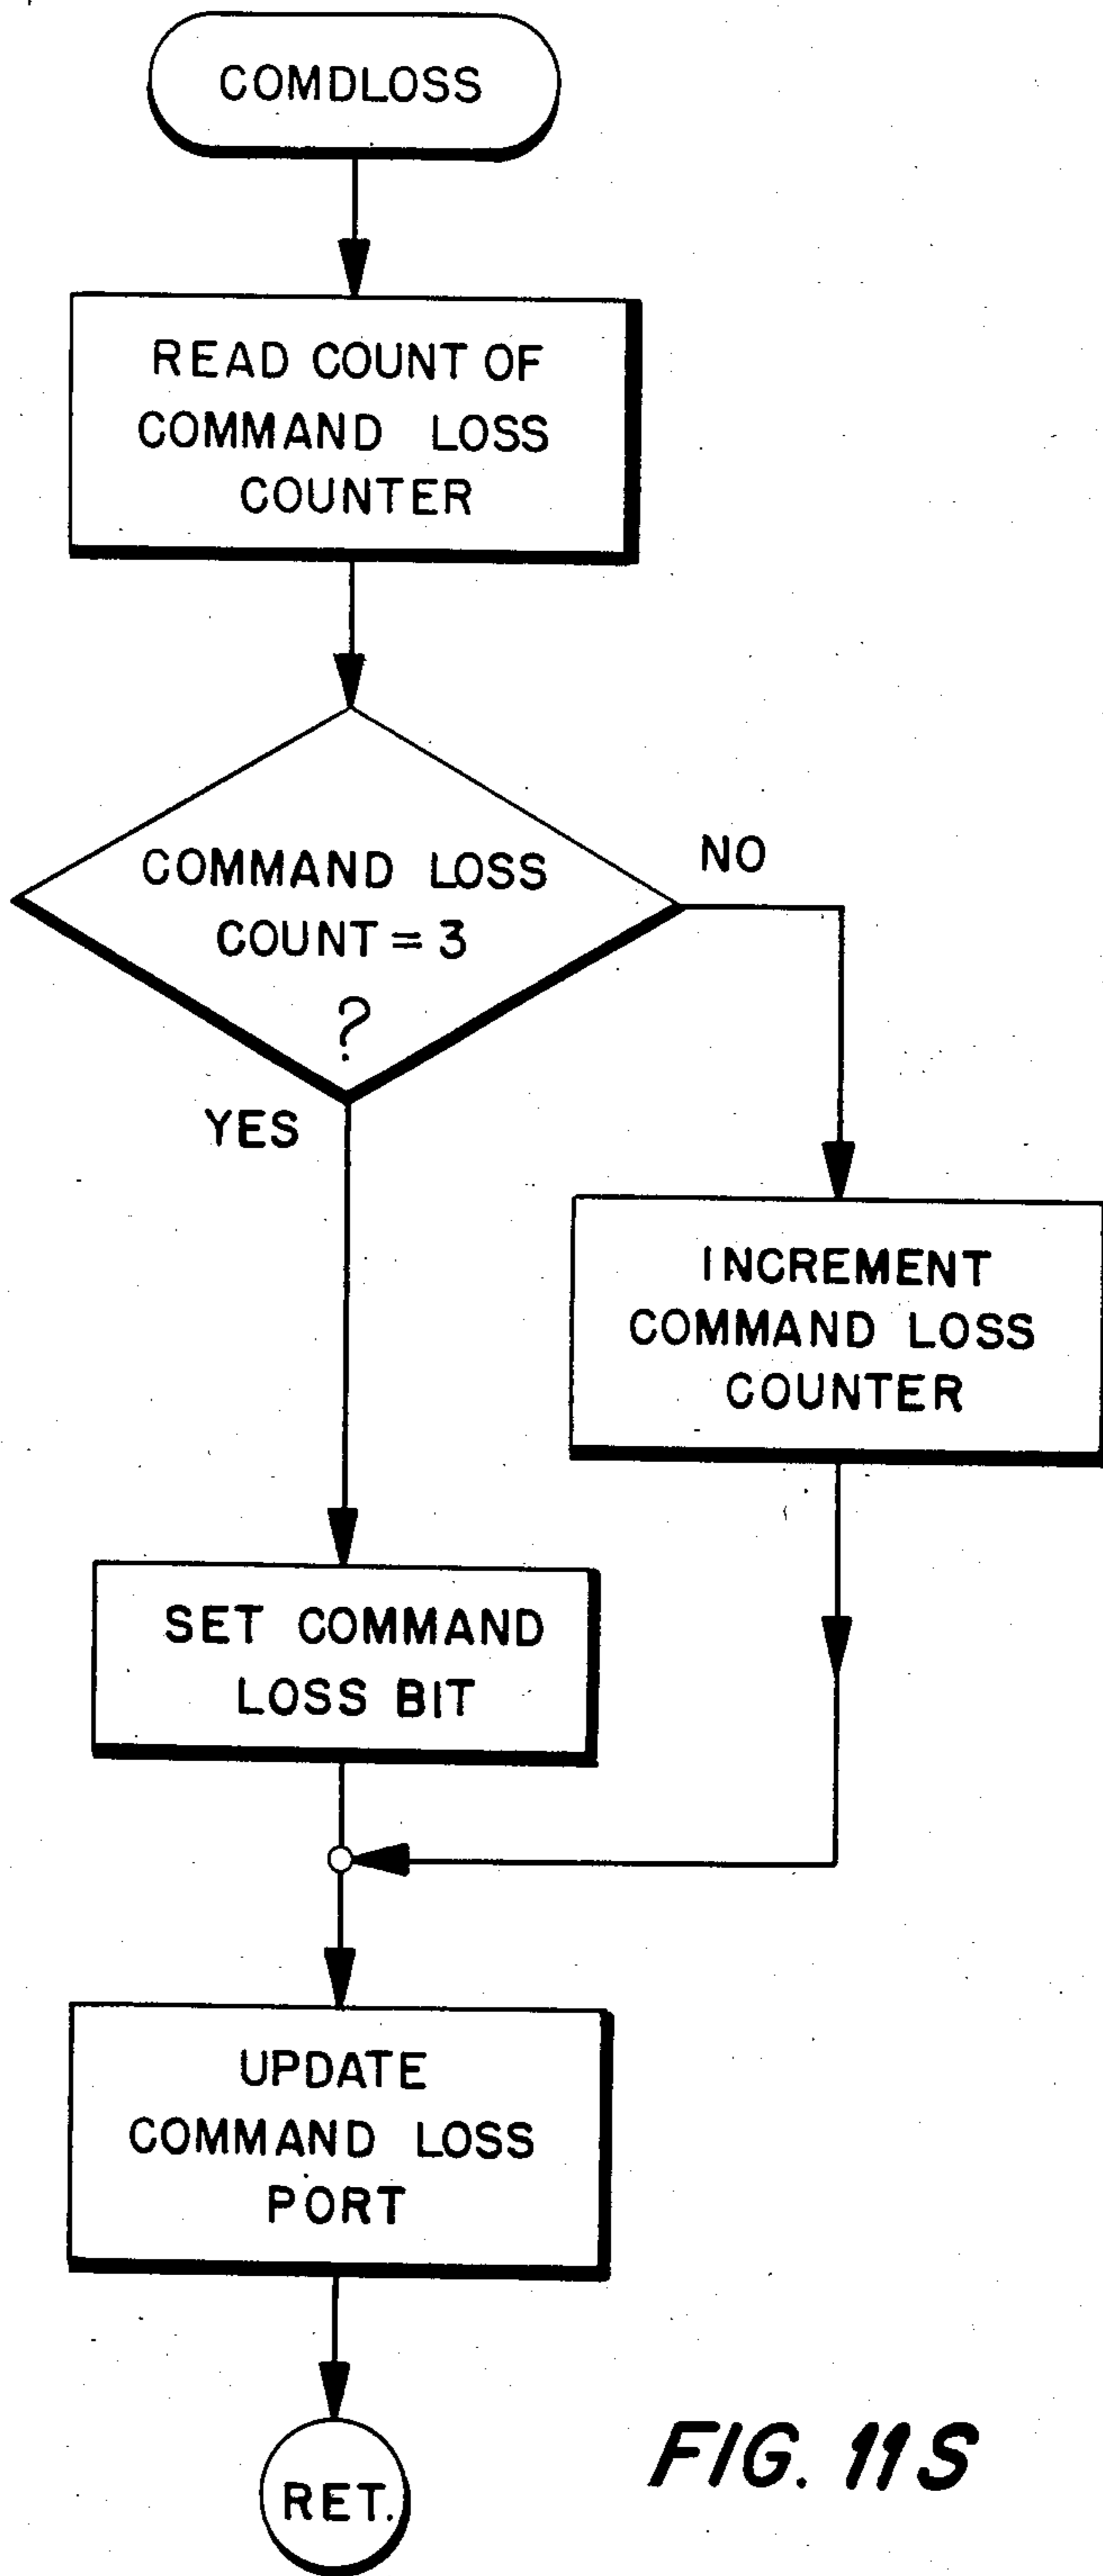 COMDLOSS
READ COUNT OF
COMMAND LOSS
COUNTER
COMMAND LOSS
COUNT = 3
?
NO
YES
INCREMENT
COMMAND LOSS
COUNTER
SET COMMAND
LOSS BIT
UPDATE
COMMAND LOSS
PORT
RET.
FIG. 11S